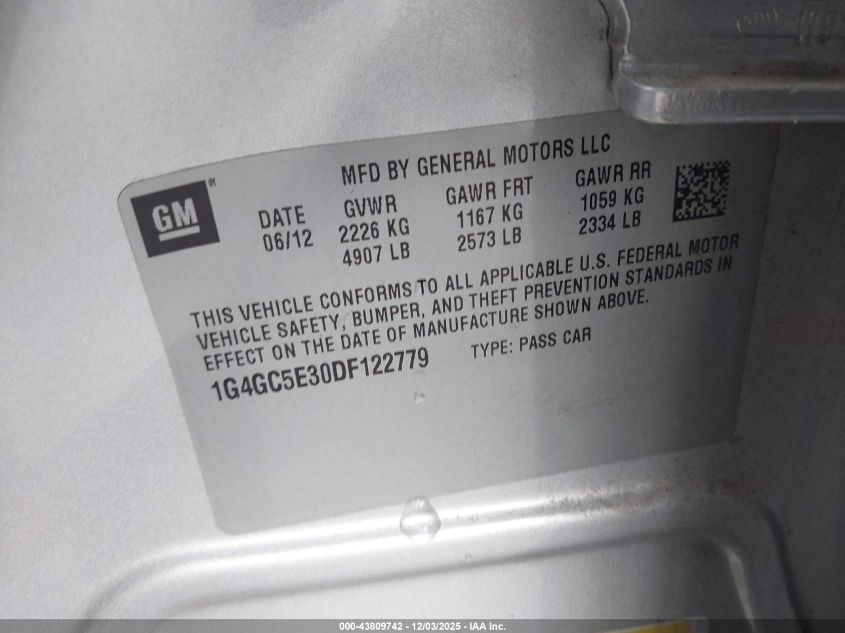 MFD BY GENERAL MOTORS LLC
GM®
DATE GVWR GAWR FRT GAWR RR
06/12 2226 KG 1167 KG 1059 KG
4907 LB 2573 LB 2334 LB
THIS VEHICLE CONFORMS TO ALL APPLICABLE U.S. FEDERAL MOTOR
VEHICLE SAFETY, BUMPER, AND THEFT PREVENTION STANDARDS IN
EFFECT ON THE DATE OF MANUFACTURE SHOWN ABOVE.
1G4GC5E30DF122779 TYPE: PASS CAR
000-43809742 - 12/03/2025 - IAA Inc.